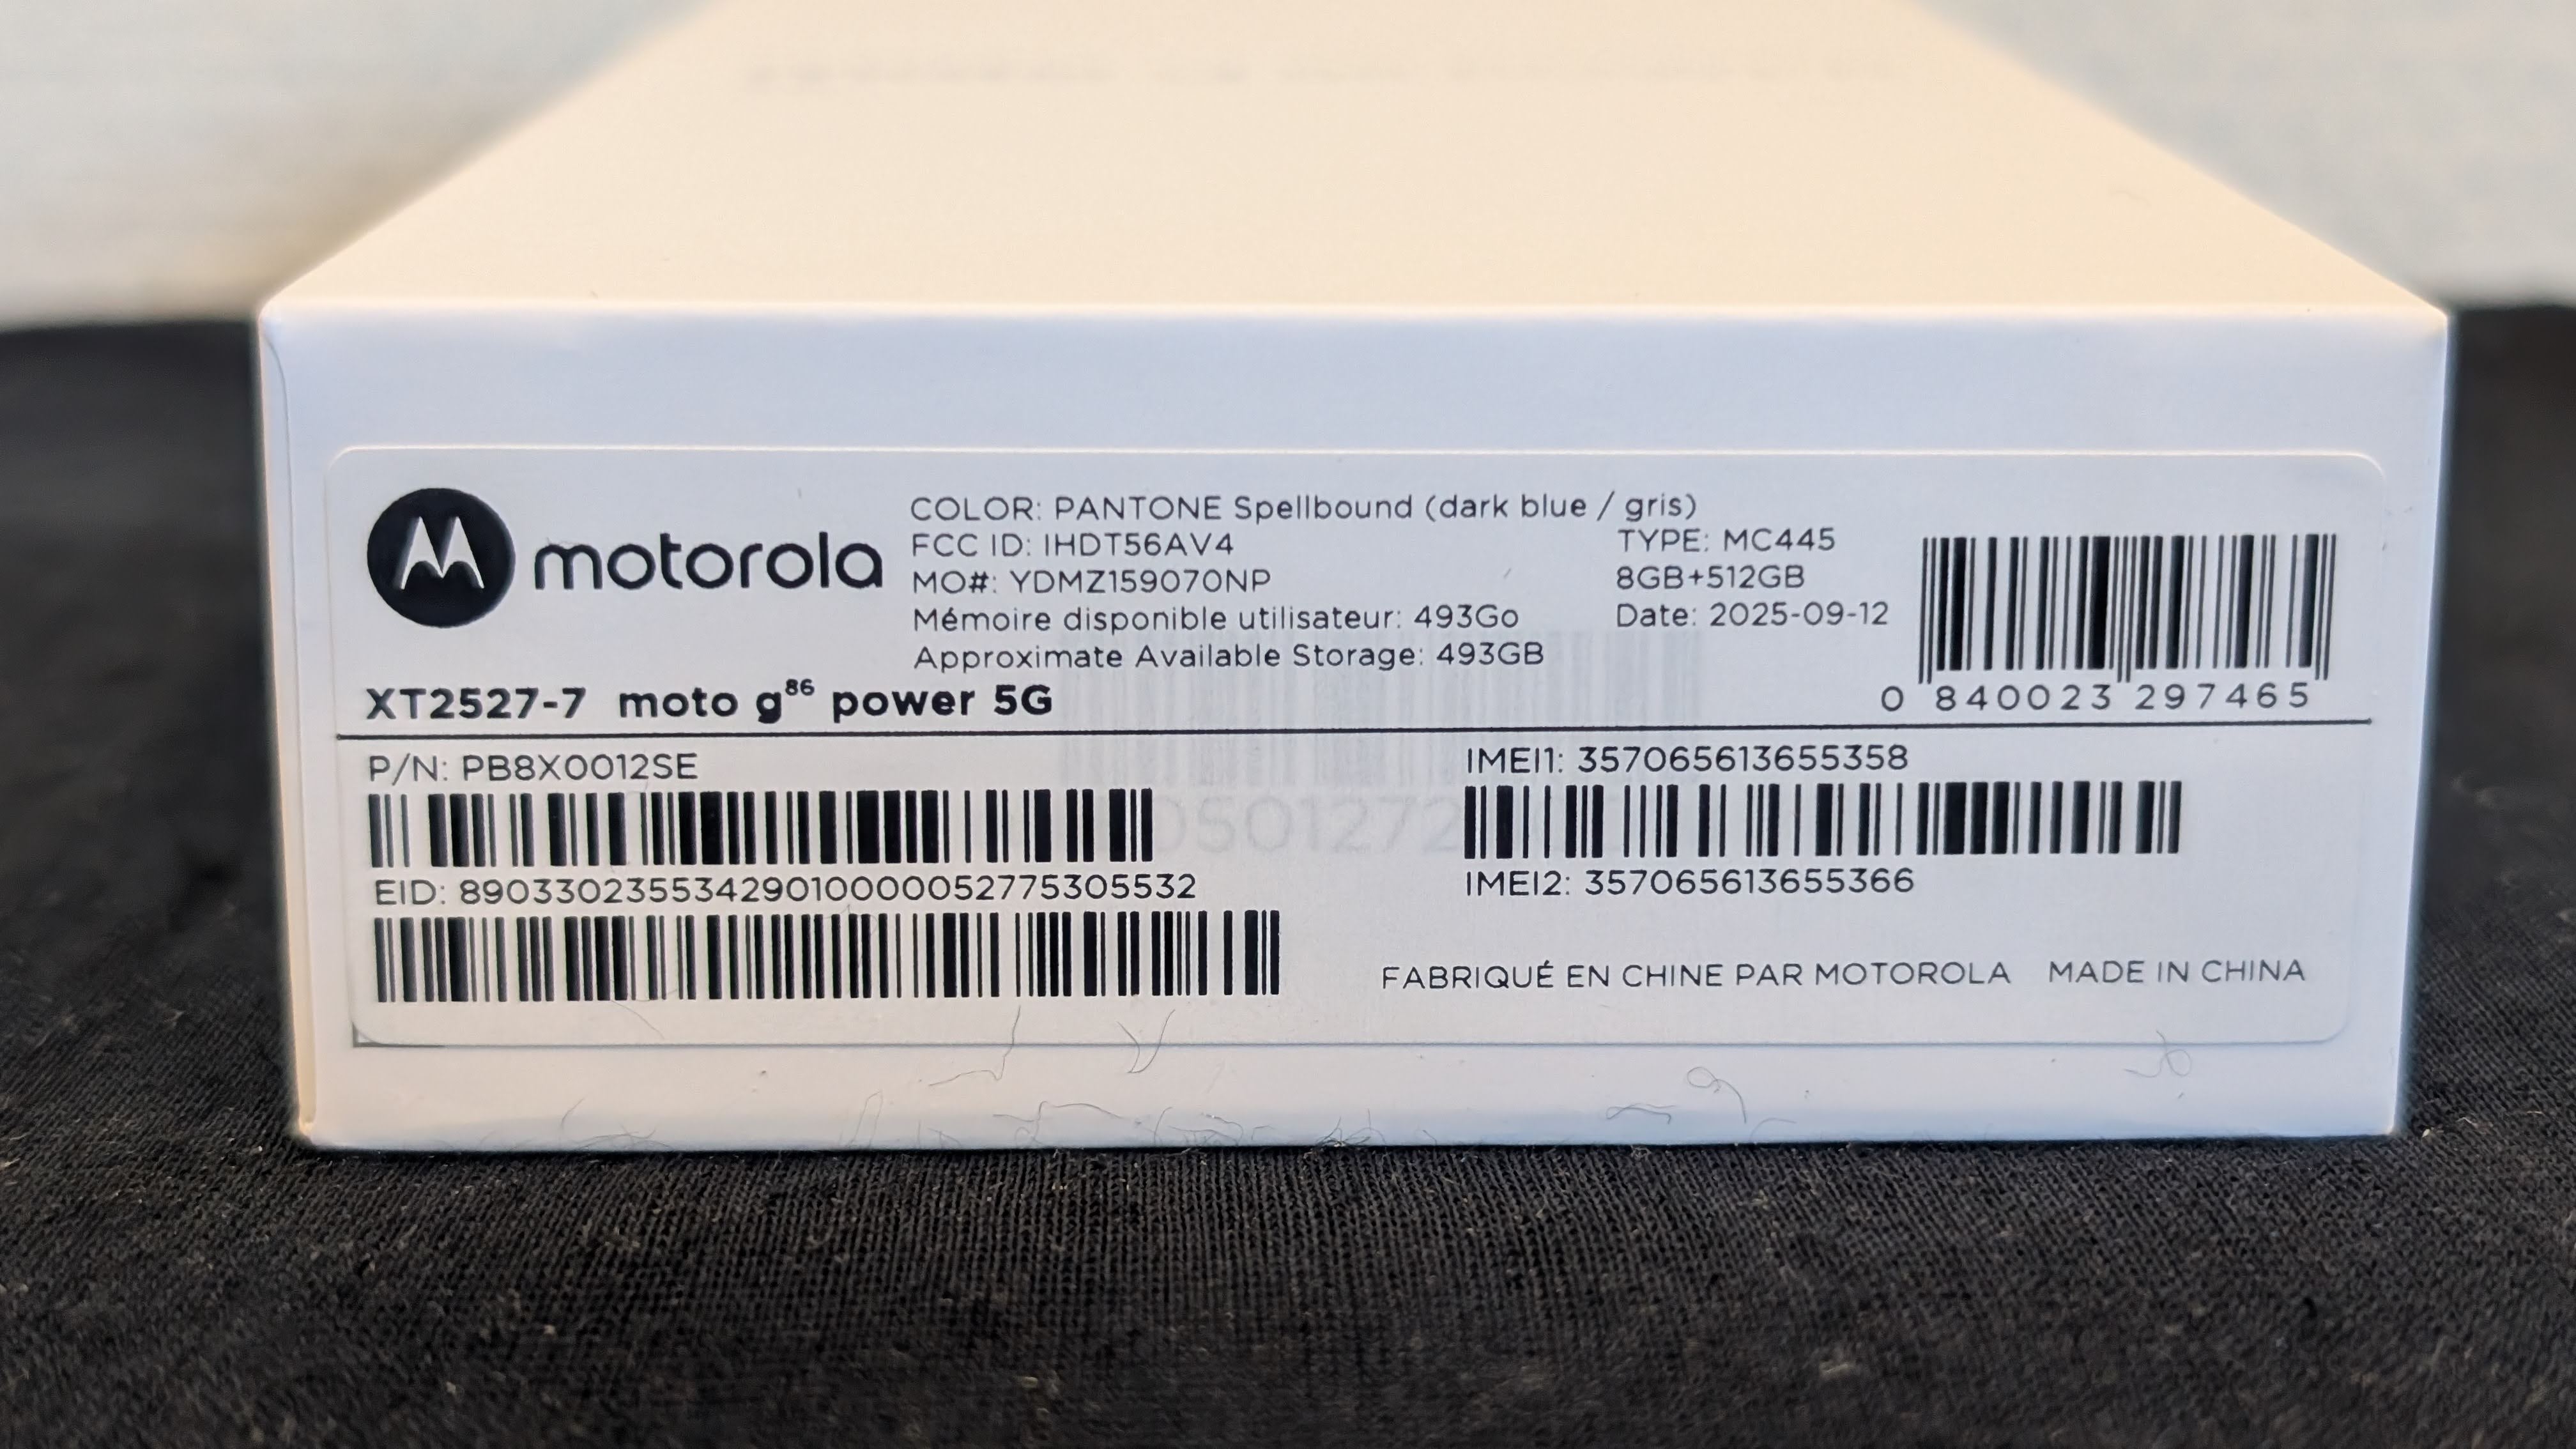 motorola
COLOR: PANTONE Spellbound (dark blue / gris)
FCC ID: IHDT56AV4
TYPE: MC445
MO#: YDMZ159070NP
8GB+512GB
Mémoire disponible utilisateur: 493Go
Date: 2025-09-12
Approximate Available Storage: 493GB
XT2527-7 moto g86 power 5G
0 840023 297465
P/N: PB8X0012SE
IMEI1: 357065613655358
EID: 89033023553429010000052775305532
IMEI2: 357065613655366
FABRIQUÉ EN CHINE PAR MOTOROLA MADE IN CHINA